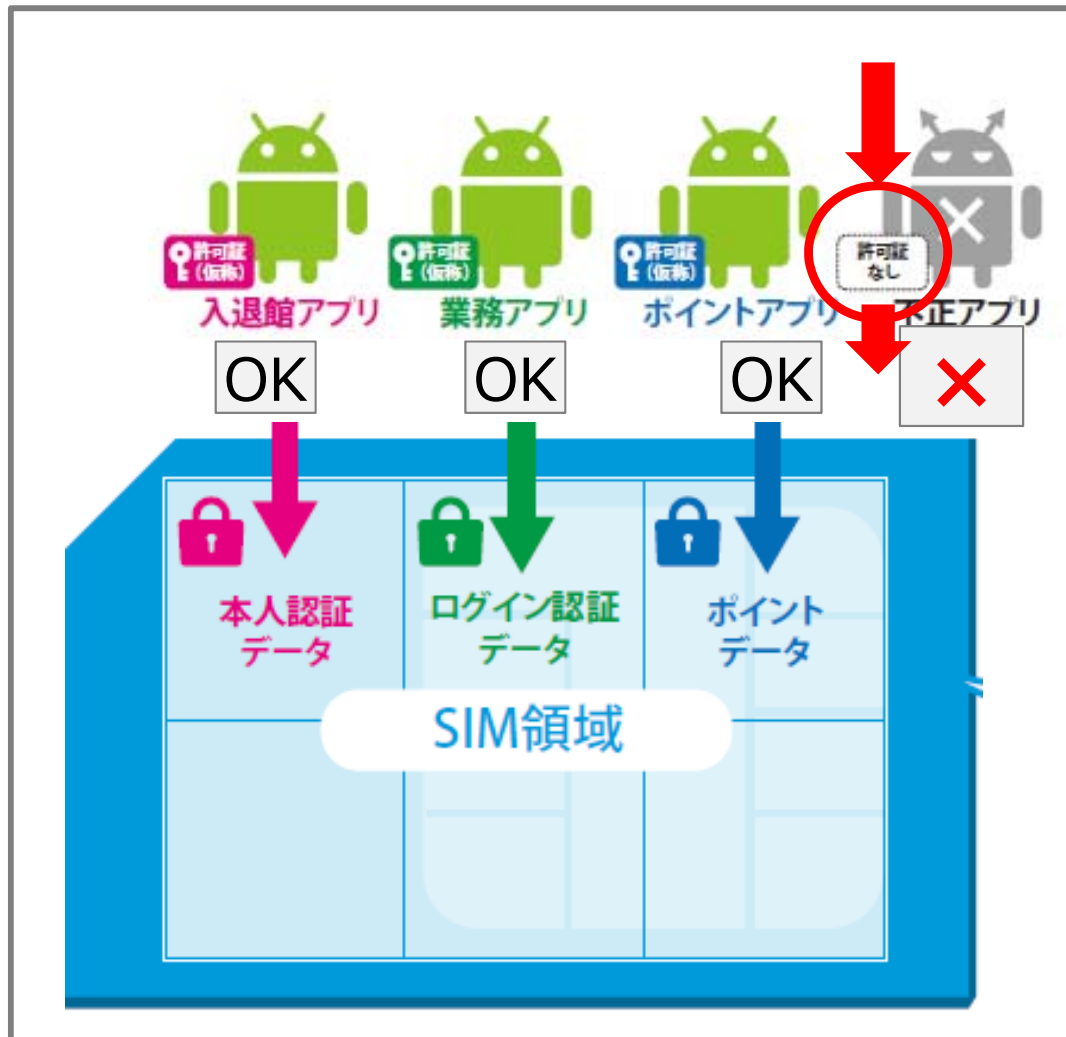 許可証
(仮称)
入退館アプリ
許可証
(仮称)
業務アプリ
許可証
(仮称)
ポイントアプリ
許可証
なし
不正アプリ
OK
OK
OK
×
本人認証
データ
ログイン認証
データ
ポイント
データ
SIM領域